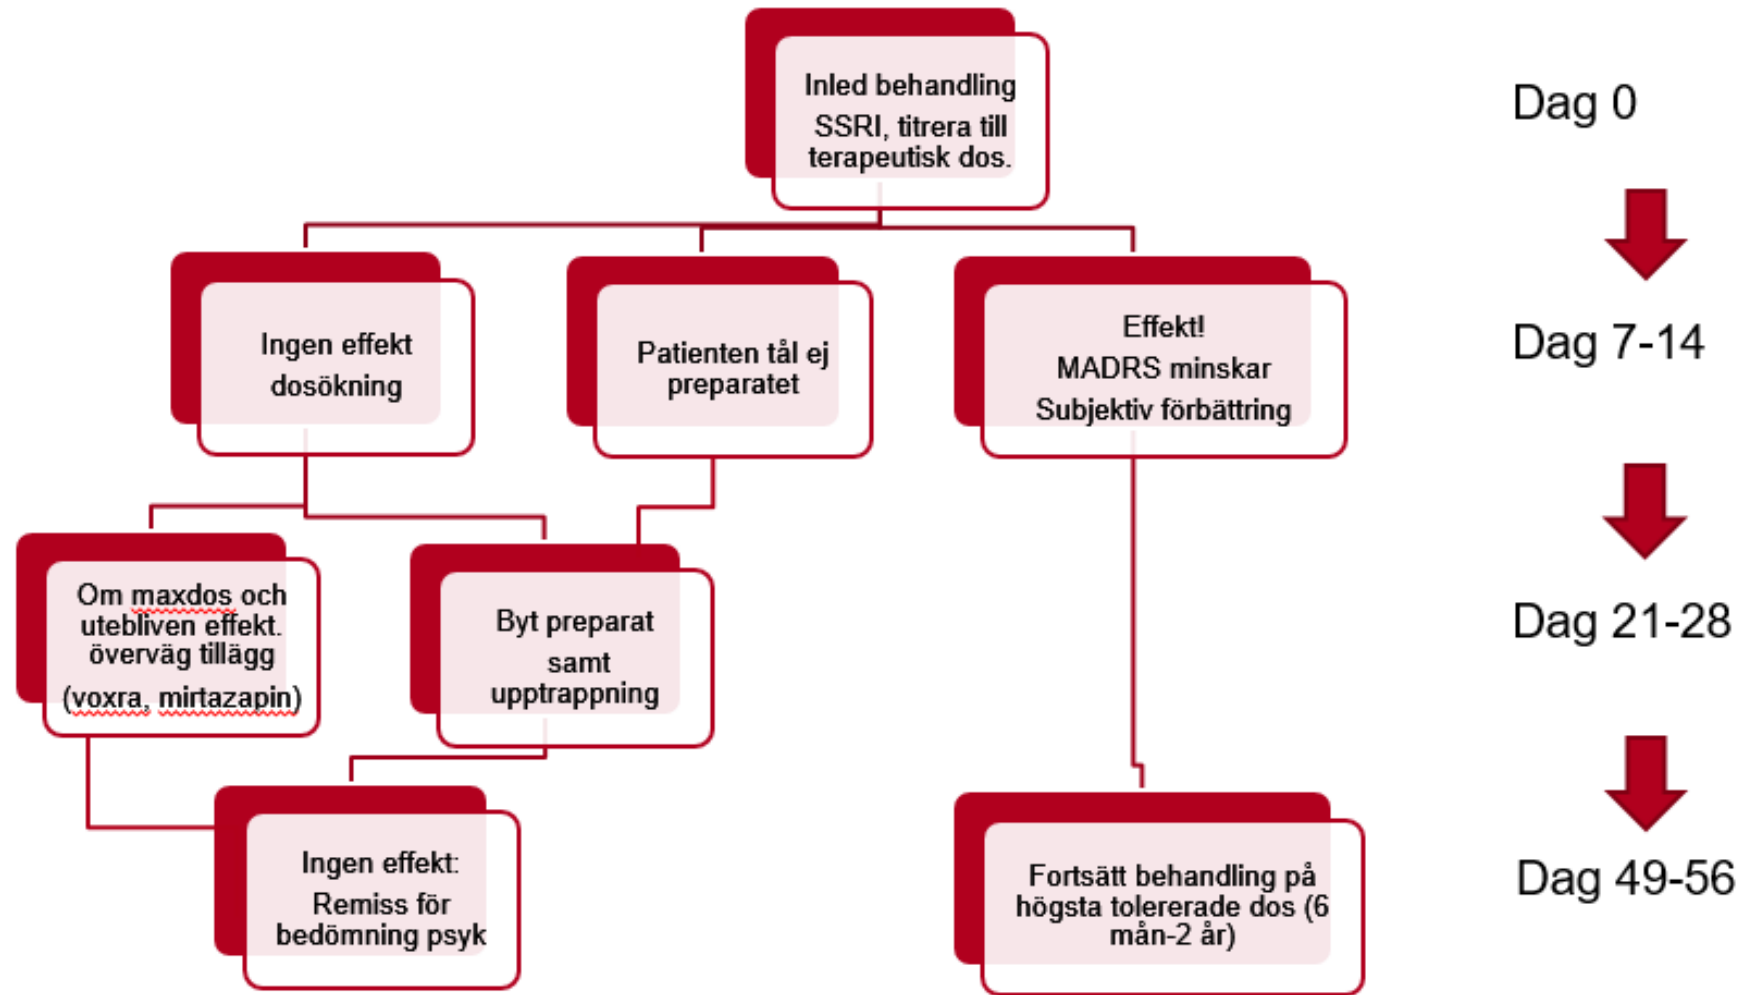 Inled behandling
SSRI, titrera till
terapeutisk dos.
Dag 0
Ingen effekt
dosökning
Patienten tål ej
preparatet
Effekt!
MADRS minskar
Subjektiv förbättring
Dag 7-14
Om maxdos och
utebliven effekt.
överväg tillägg
(voxra, mirtazapin)
Byt preparat
samt
upptrappning
Dag 21-28
Ingen effekt:
Remiss för
bedömning psyk
Fortsätt behandling på
högsta tolererade dos (6
mån-2 år)
Dag 49-56